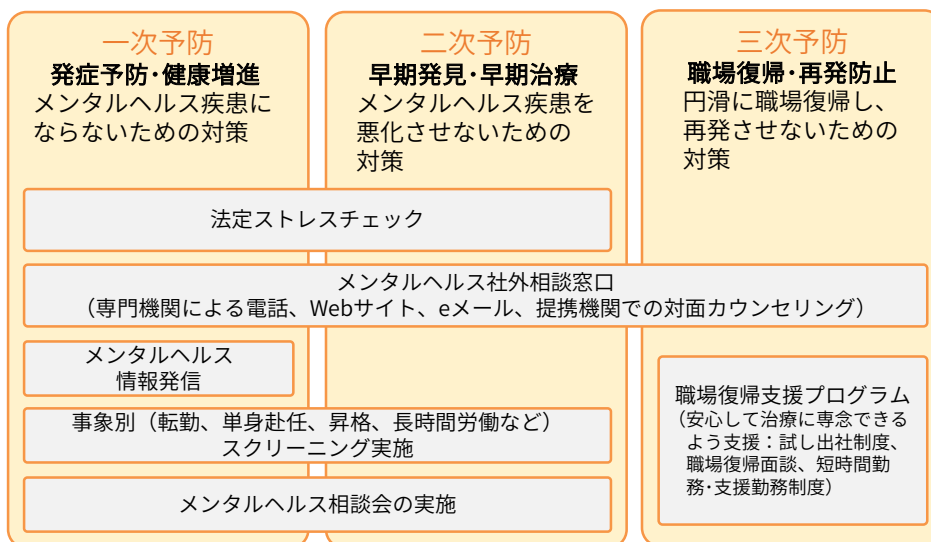 一次予防
発症予防･健康増進
メンタルヘルス疾患に
ならないための対策
二次予防
早期発見･早期治療
メンタルヘルス疾患を
悪化させないための
対策
三次予防
職場復帰･再発防止
円滑に職場復帰し、
再発させないための
対策
法定ストレスチェック
メンタルヘルス社外相談窓口
（専門機関による電話、Webサイト、eメール、提携機関での対面カウンセリング）
メンタルヘルス
情報発信
事象別（転勤、単身赴任、昇格、長時間労働など）
スクリーニング実施
メンタルヘルス相談会の実施
職場復帰支援プログラム
（安心して治療に専念できる
よう支援：試し出社制度、
職場復帰面談、短時間勤
務･支援勤務制度）